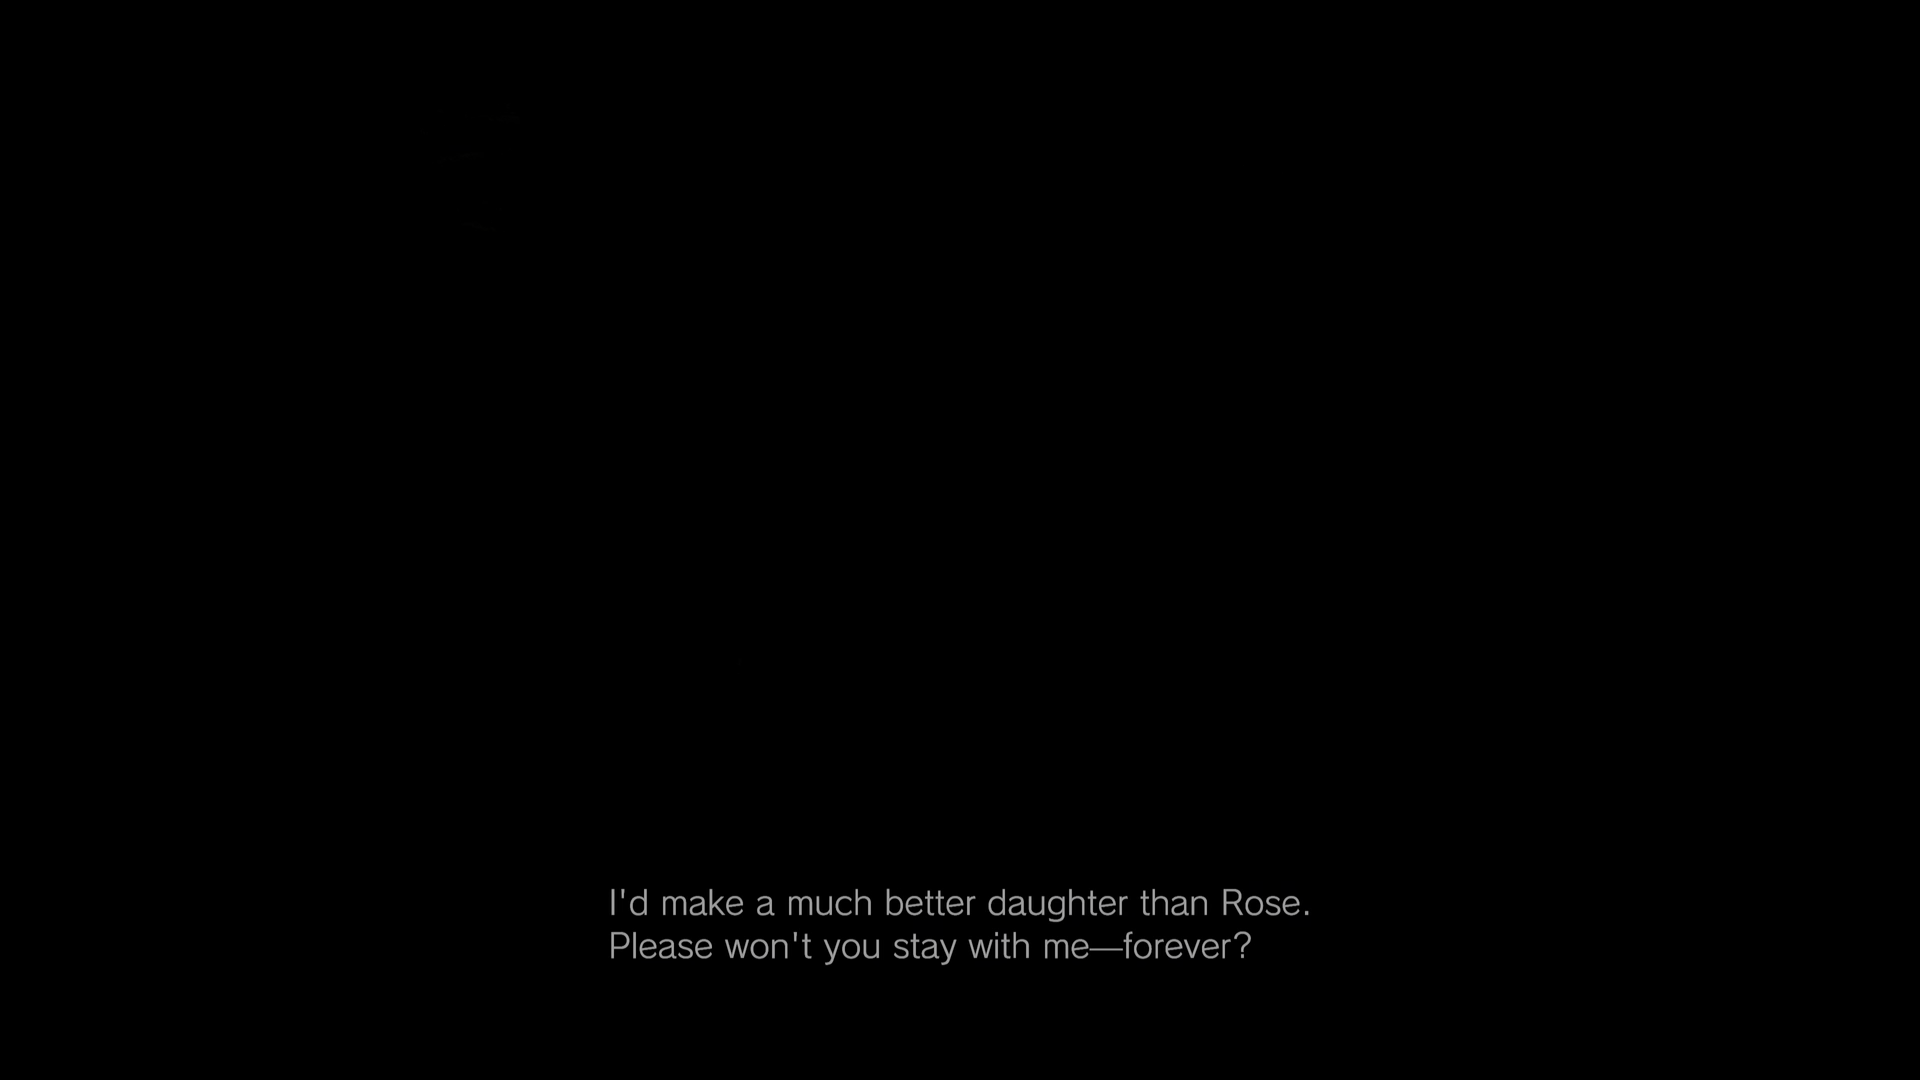 I'd make a much better daughter than Rose.
Please won't you stay with me—forever?